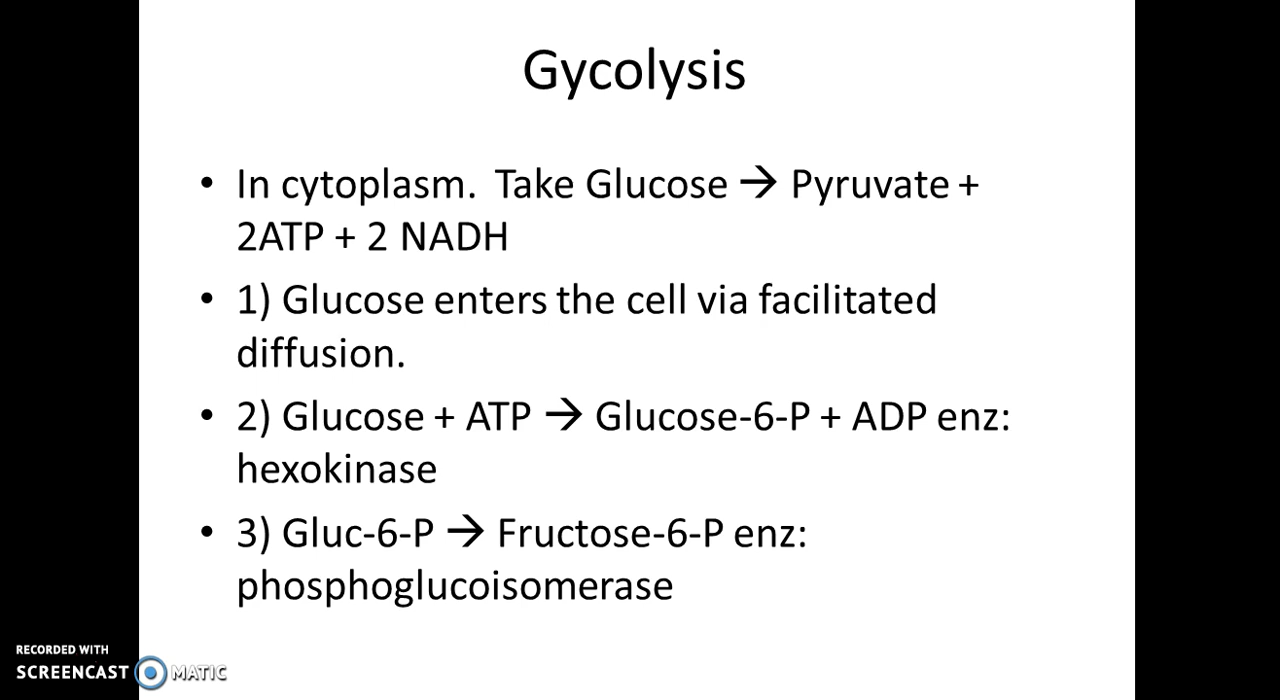 Gycolysis
• In cytoplasm.  Take Glucose → Pyruvate +
2ATP + 2 NADH
• 1) Glucose enters the cell via facilitated
diffusion.
• 2) Glucose + ATP → Glucose-6-P + ADP enz:
hexokinase
• 3) Gluc-6-P → Fructose-6-P enz:
phosphoglucoisomerase
RECORDED WITH
SCREENCAST MATIC